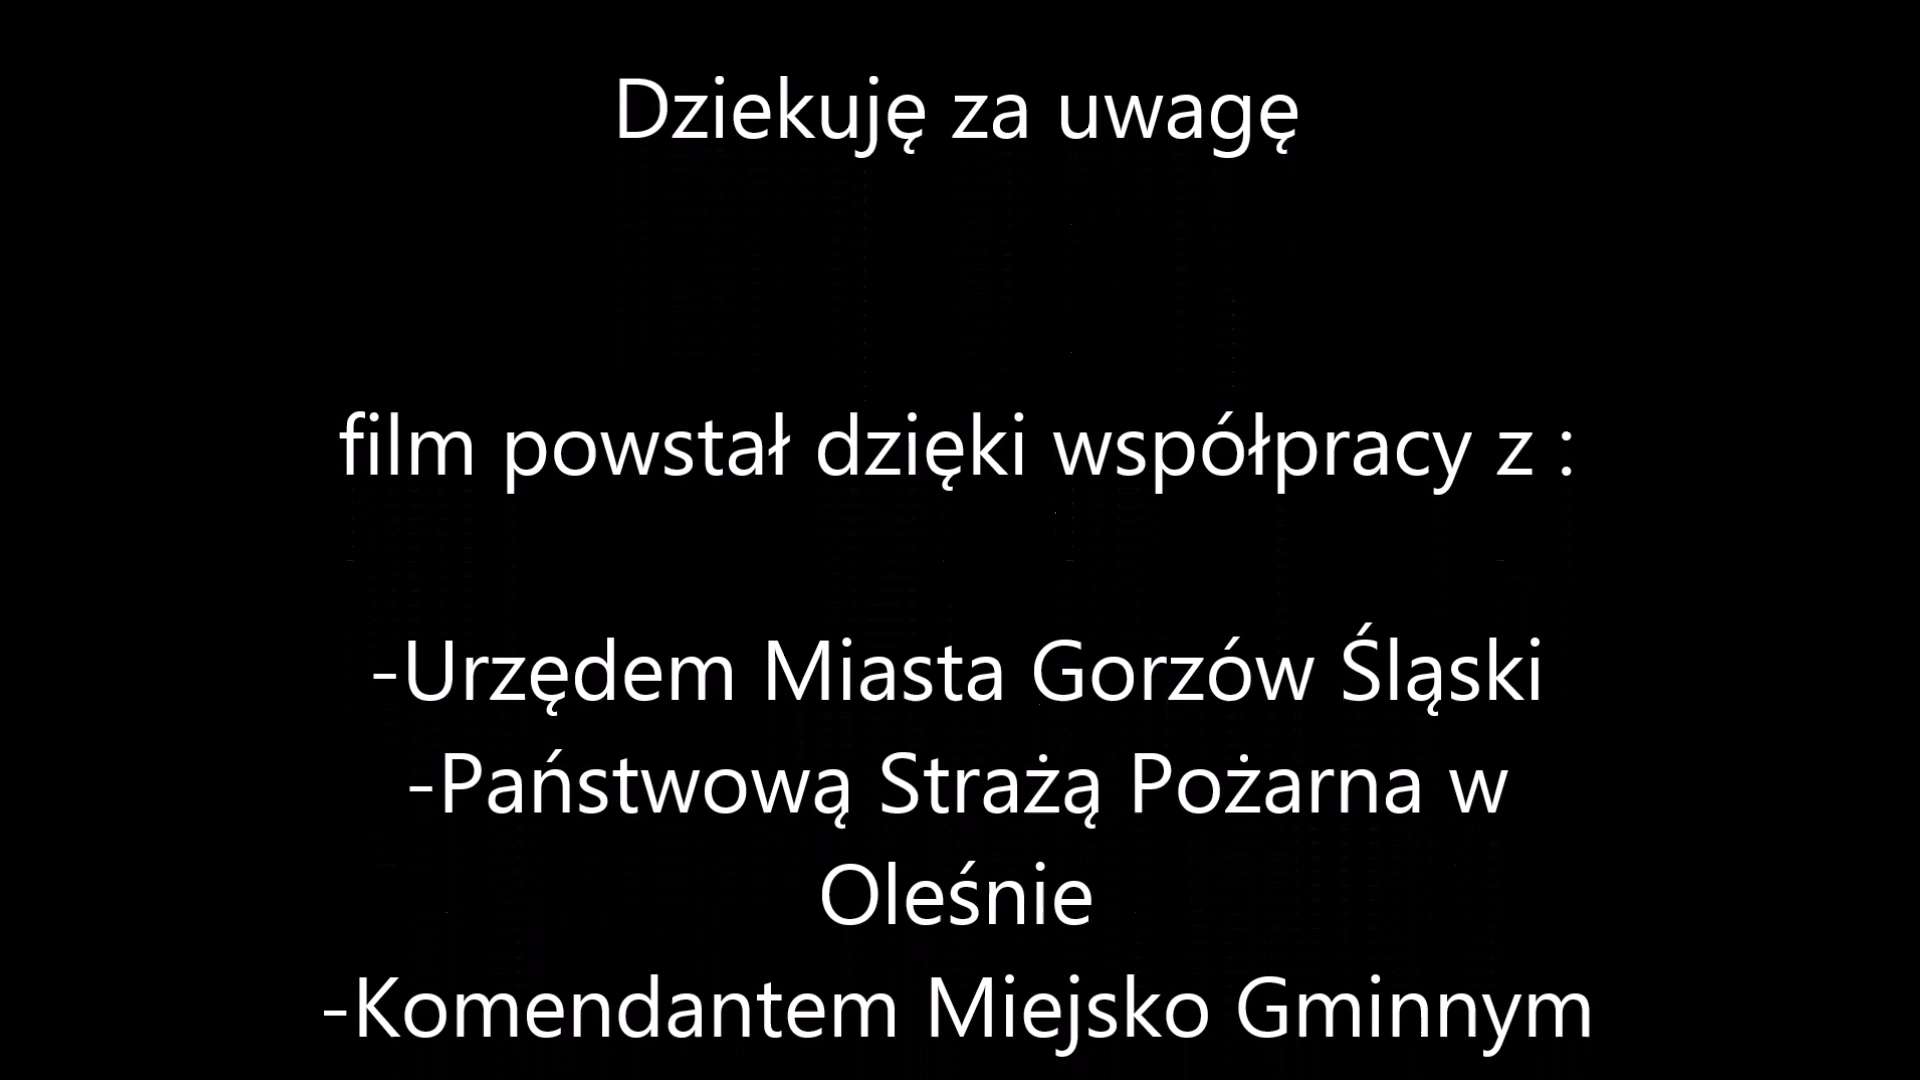 Dziekuję za uwagę
film powstał dzięki współpracy z :
-Urzędem Miasta Gorzów Śląski
-Państwową Strażą Pożarna w
Oleśnie
-Komendantem Miejsko Gminnym